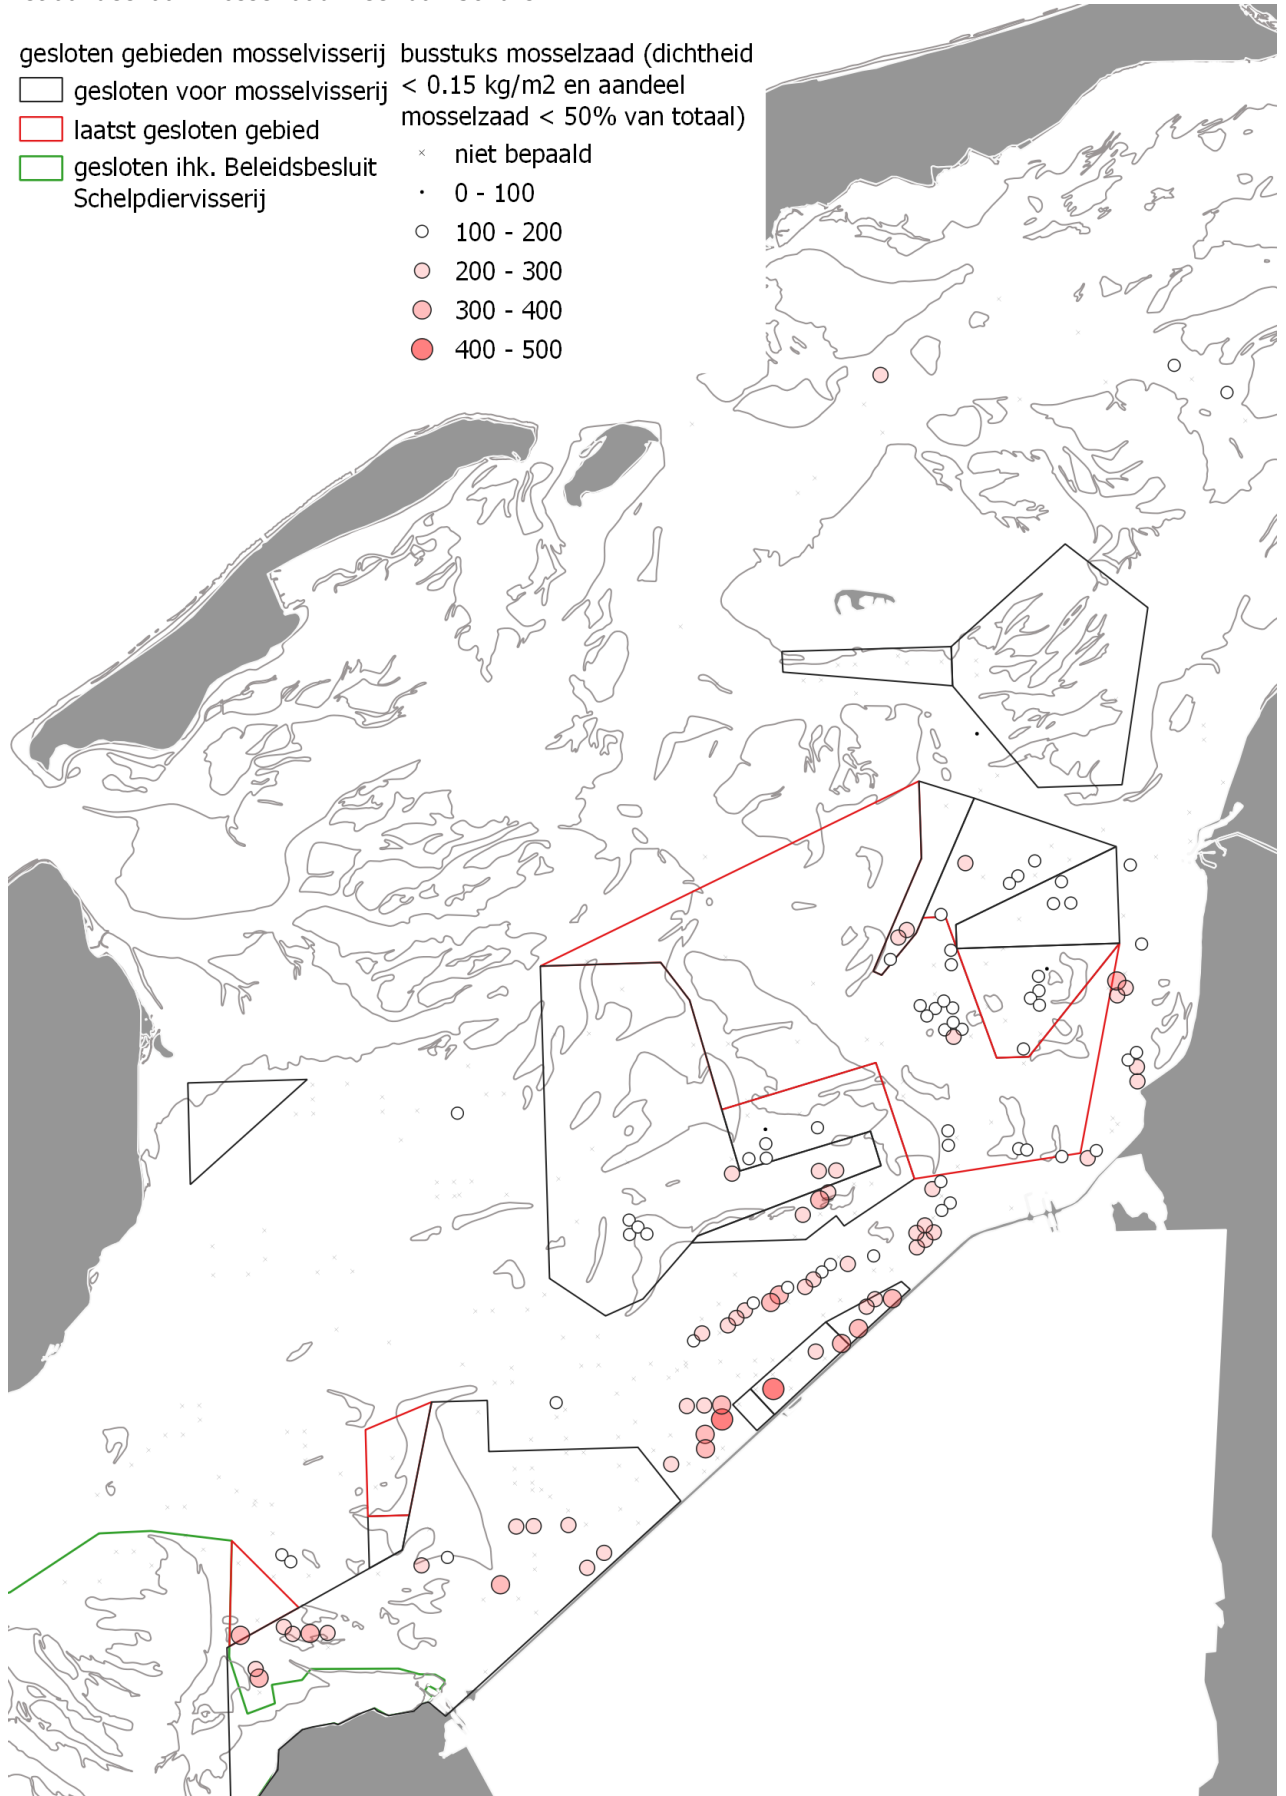 gesloten gebieden mosselvisserij
gesloten voor mosselvisserij
laatst gesloten gebied
gesloten ihk. Beleidsbesluit
Schelpdiervisserij
busstuks mosselzaad (dichtheid
< 0.15 kg/m2 en aandeel
mosselzaad < 50% van totaal)
niet bepaald
0 - 100
100 - 200
200 - 300
300 - 400
400 - 500